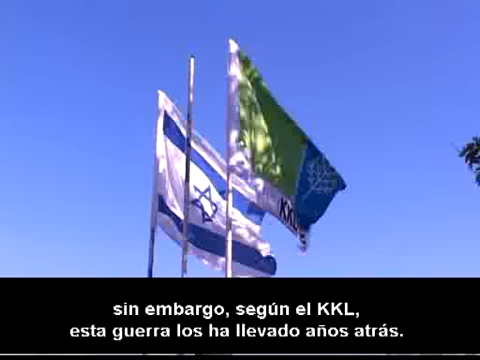 KKL
sin embargo, según el KKL,
esta guerra los ha llevado años atrás.